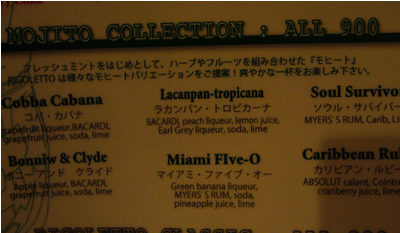 MOJITO COLLECTION : ALL 900
フレッシュミントをはじめとして、ハーブやフルーツを組み合わせた『モヒート』
RIGOLETTO は様々なモヒートバリエーションをご提案!爽やかな一杯をお楽しみ下さい。
Cobba Cabana
コバ・カバナ
grapefruit liqueur,BACARDI,
grapefruit juice, soda, lime
Lacanpan-tropicana
ラカンパン・トロピカーナ
BACARDI, peach liqueur, lemon juice,
Earl Grey liqueur, soda, lime
Soul Survivor
ソウル・サバイバー
MYERS'S RUM, Carib, Li
Bonniw & Clyde
ボニーアンド クライド
Apple liqueur, BACARDI,
grapefruit juice, soda, lime
Miami FIve-O
マイアミ・ファイブ・オー
Green banana liqueur,
MYERS'S RUM, soda,
pineapple juice, lime
Caribbean Ru
カリビアン・ルビ
ABSOLUT calant, Cointr
cranberry juice, lime